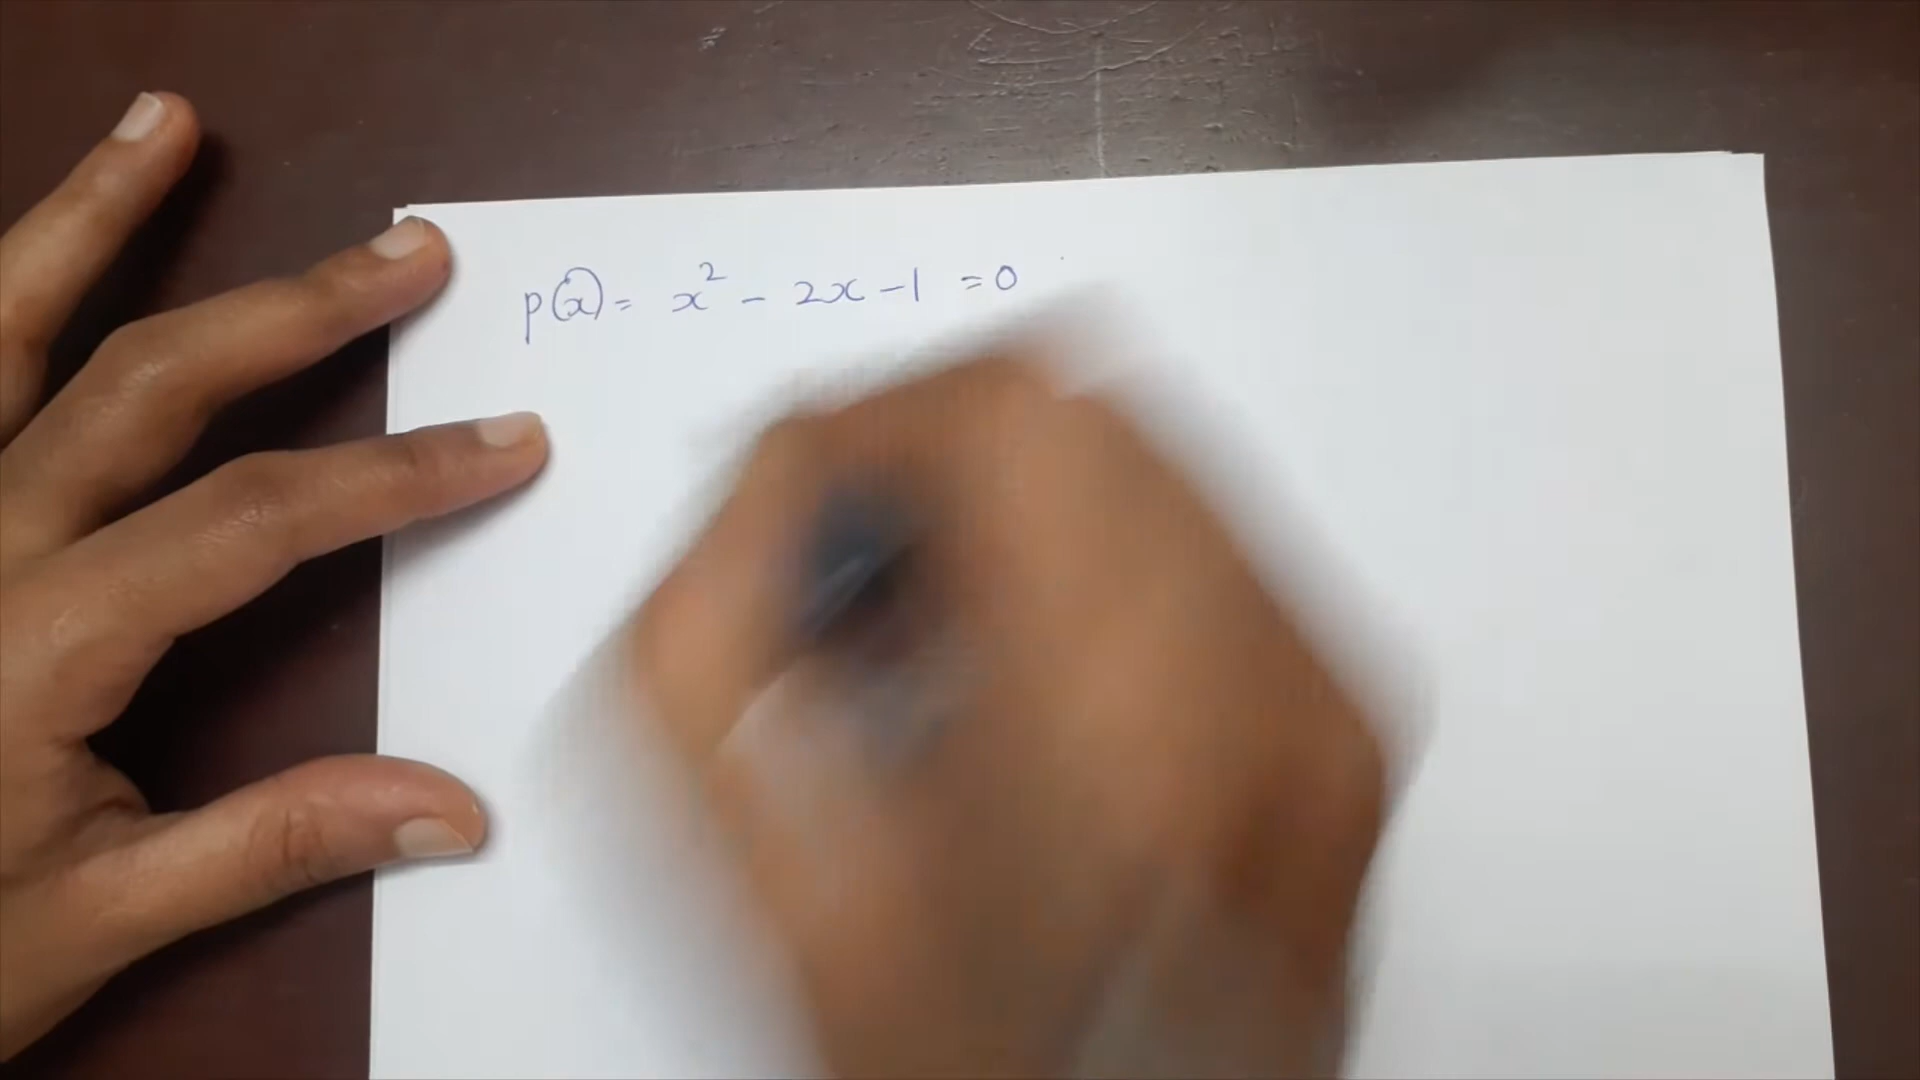 p(x) = x² - 2x - 1 = 0